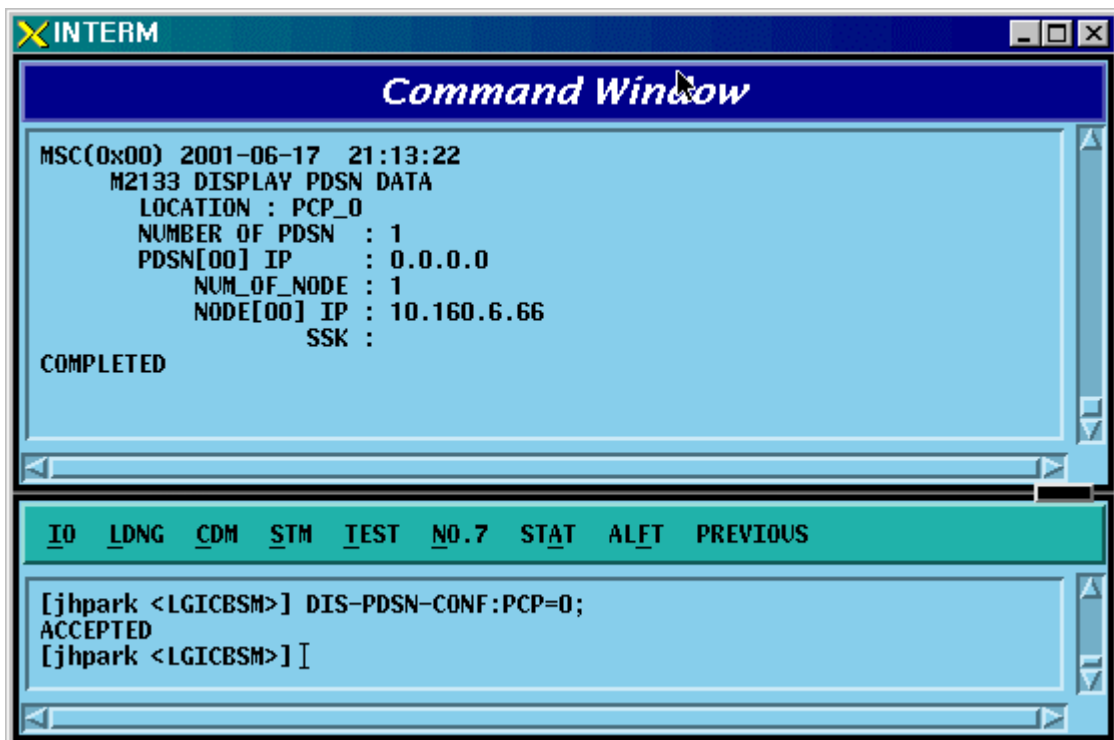 INTERM
Command Window
MSC(0x00) 2001-06-17 21:13:22
M2133 DISPLAY PDSN DATA
LOCATION : PCP_0
NUMBER OF PDSN : 1
PDSN[00] IP : 0.0.0.0
NUM_OF_NODE : 1
NODE[00] IP : 10.160.6.66
SSK :
COMPLETED
IO LDNG CDM STM TEST NO.7 STAT ALFT PREVIOUS
[jhpark <LGICBSM>] DIS-PDSN-CONF:PCP=0;
ACCEPTED
[jhpark <LGICBSM>]